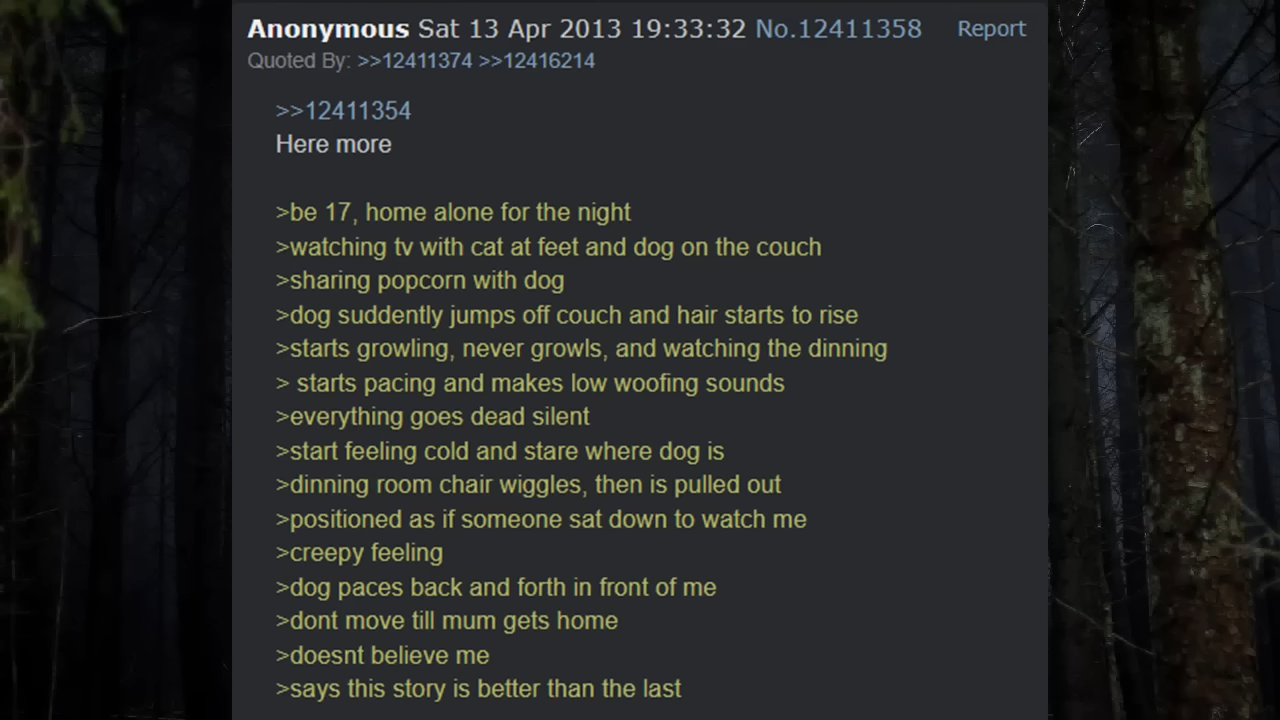 Anonymous Sat 13 Apr 2013 19:33:32 No.12411358 Report
Quoted By: >>12411374 >>12416214
>>12411354
Here more
>be 17, home alone for the night
>watching tv with cat at feet and dog on the couch
>sharing popcorn with dog
>dog suddently jumps off couch and hair starts to rise
>starts growling, never growls, and watching the dinning
> starts pacing and makes low woofing sounds
>everything goes dead silent
>start feeling cold and stare where dog is
>dinning room chair wiggles, then is pulled out
>positioned as if someone sat down to watch me
>creepy feeling
>dog paces back and forth in front of me
>dont move till mum gets home
>doesnt believe me
>says this story is better than the last